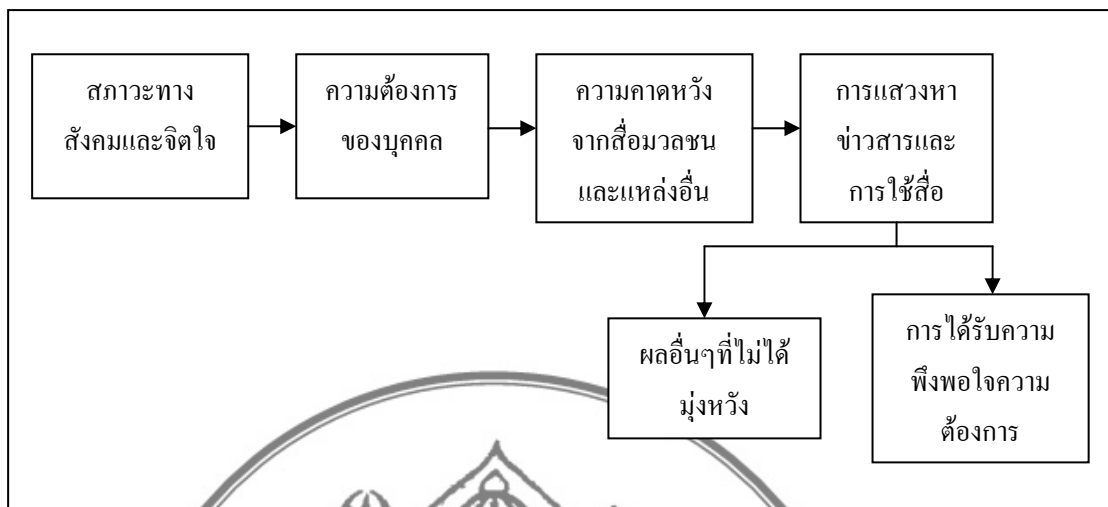 สภาวะทาง
สังคมและจิตใจ
ความต้องการ
ของบุคคล
ความคาดหวัง
จากสื่อมวลชน
และแหล่งอื่น
การแสวงหา
ข่าวสารและ
การใช้สื่อ
ผลอื่นๆที่ไม่ได้
มุ่งหวัง
การได้รับความ
พึงพอใจความ
ต้องการ